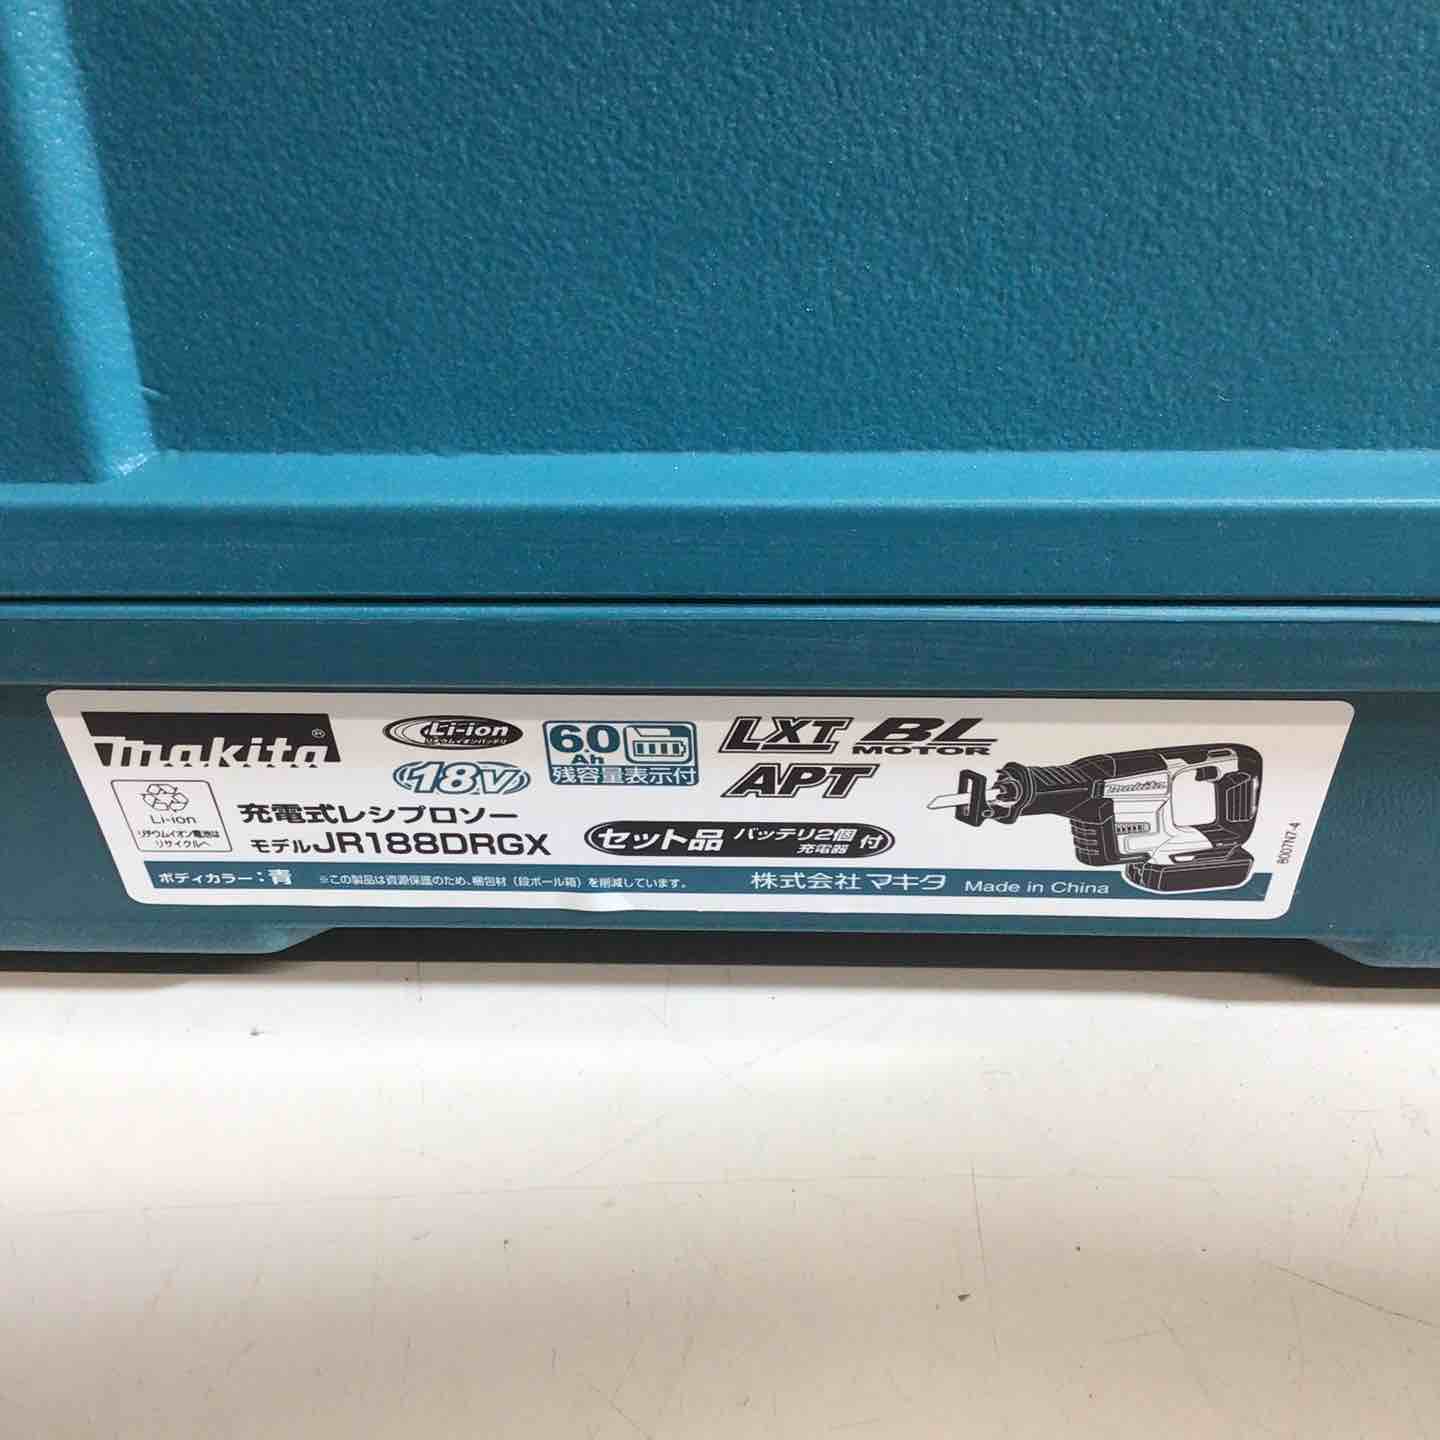 makita®
Li-ion
リチウムイオンバッテリ
18V
6.0
Ah
残容量表示付
LXT BL
MOTOR
APT
Li-ion
リチウムイオン電池は
リサイクルへ
充電式レシプロソー
モデルJR188DRGX
セット品 バッテリ2個
充電器 付
makita
8007N7-4
ボディカラー：青 ※この製品は資源保護のため、梱包材（段ボール箱）を削減しています。 株式会社マキタ Made in China